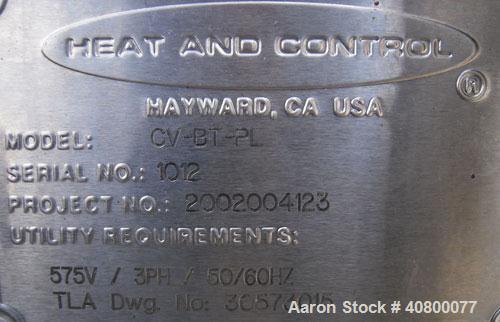 HEAT AND CONTROL
HAYWARD, CA USA
MODEL: CV-BT-PL
SERIAL NO.: 1012
PROJECT NO.: 2002004123
UTILITY REQUIREMENTS:
575V / 3PH / 50/60HZ
TLA Dwg. No:
Aaron Stock # 40800077